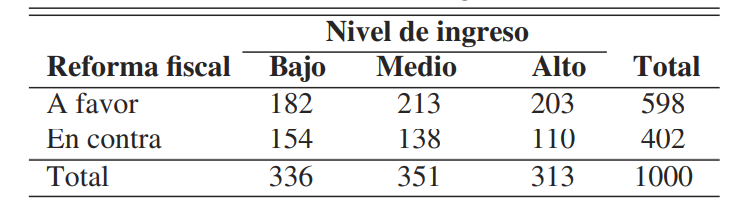 Nivel de ingreso
Reforma fiscal Bajo Medio Alto Total
A favor 182 213 203 598
En contra 154 138 110 402
Total 336 351 313 1000